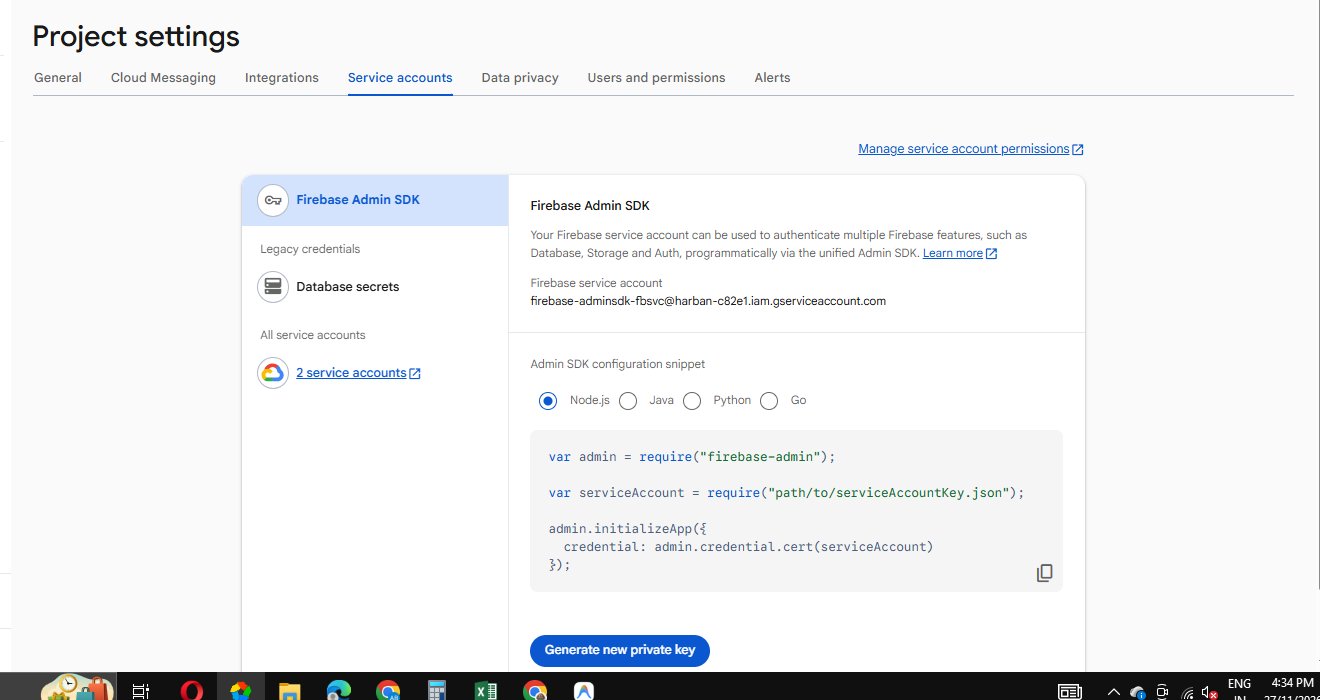 Project settings
General Cloud Messaging Integrations Service accounts Data privacy Users and permissions Alerts
Manage service account permissions
Firebase Admin SDK
Legacy credentials
Database secrets
All service accounts
2 service accounts
Firebase Admin SDK
Your Firebase service account can be used to authenticate multiple Firebase features, such as
Database, Storage and Auth, programmatically via the unified Admin SDK. Learn more
Firebase service account
firebase-adminsdk-fbsvc@harban-c82e1.iam.gserviceaccount.com
Admin SDK configuration snippet
Node.js Java Python Go
var admin = require("firebase-admin");
var serviceAccount = require("path/to/serviceAccountKey.json");
admin.initializeApp({
credential: admin.credential.cert(serviceAccount)
});
Generate new private key
ENG 4:34 PM
IN